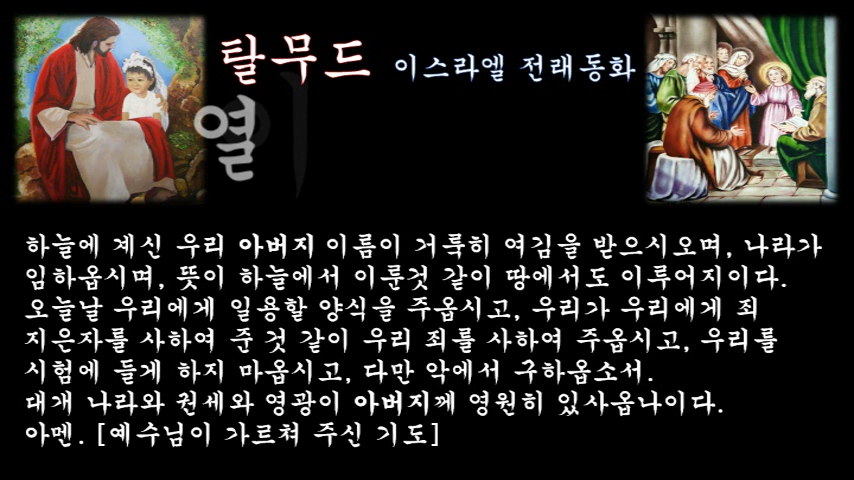 탈무드 이스라엘 전래동화
열
하늘에 계신 우리 아버지 이름이 거룩히 여김을 받으시오며, 나라가
임하옵시며, 뜻이 하늘에서 이룬것 같이 땅에서도 이루어지이다.
오늘날 우리에게 일용할 양식을 주옵시고, 우리가 우리에게 죄
지은자를 사하여 준 것 같이 우리 죄를 사하여 주옵시고, 우리를
시험에 들게 하지 마옵시고, 다만 악에서 구하옵소서.
대개 나라와 권세와 영광이 아버지께 영원히 있사옵나이다.
아멘. [예수님이 가르쳐 주신 기도]